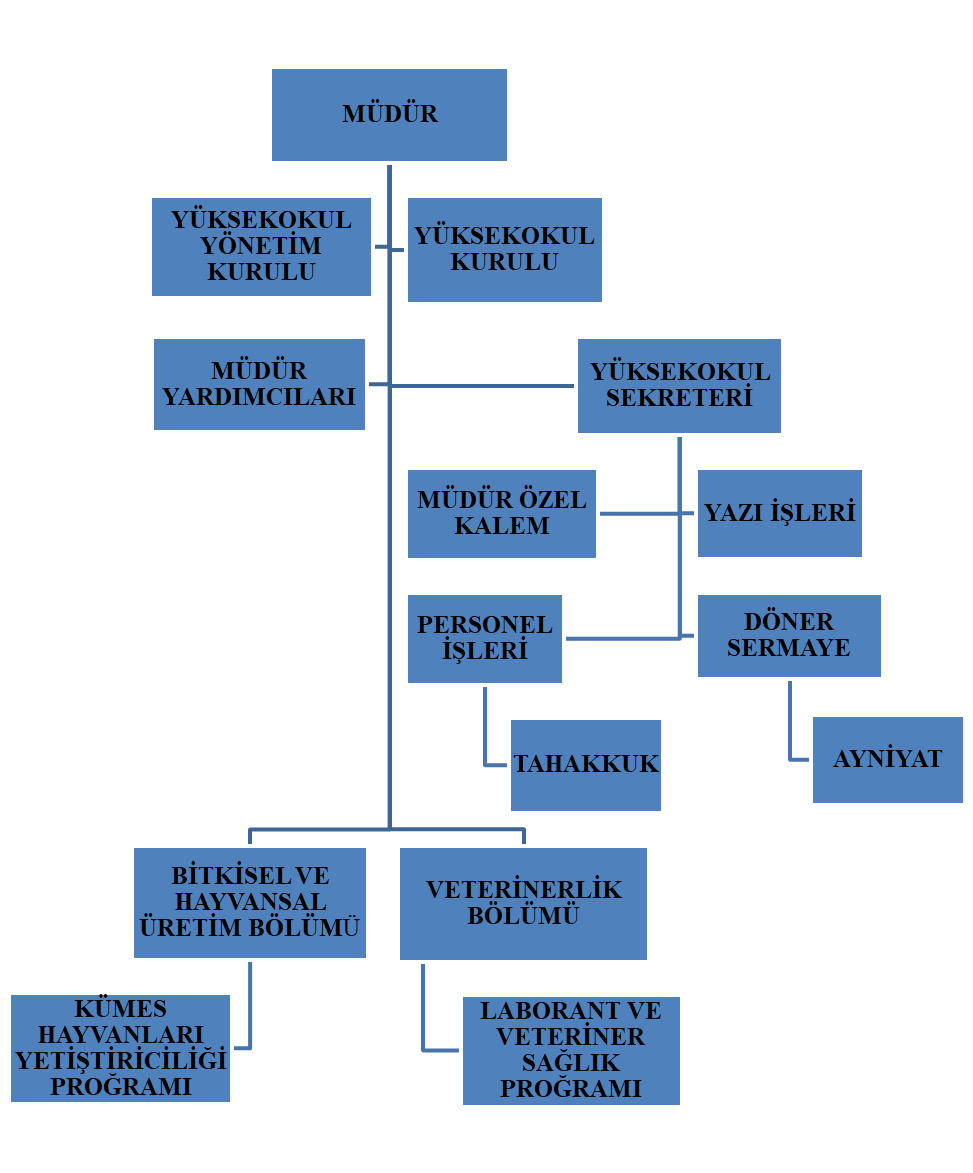 MÜDÜR
YÜKSEKOKUL
YÖNETİM
KURULU
YÜKSEKOKUL
KURULU
MÜDÜR
YARDIMCILARI
YÜKSEKOKUL
SEKRETERİ
MÜDÜR ÖZEL
KALEM
YAZI İŞLERİ
PERSONEL
İŞLERİ
DÖNER
SERMAYE
TAHAKKUK
AYNİYAT
BİTKİSEL VE
HAYVANSAL
ÜRETİM BÖLÜMÜ
VETERİNERLİK
BÖLÜMÜ
KÜMES
HAYVANLARI
YETİŞTİRİCİLİĞİ
PROĞRAMI
LABORANT VE
VETERİNER
SAĞLIK
PROĞRAMI